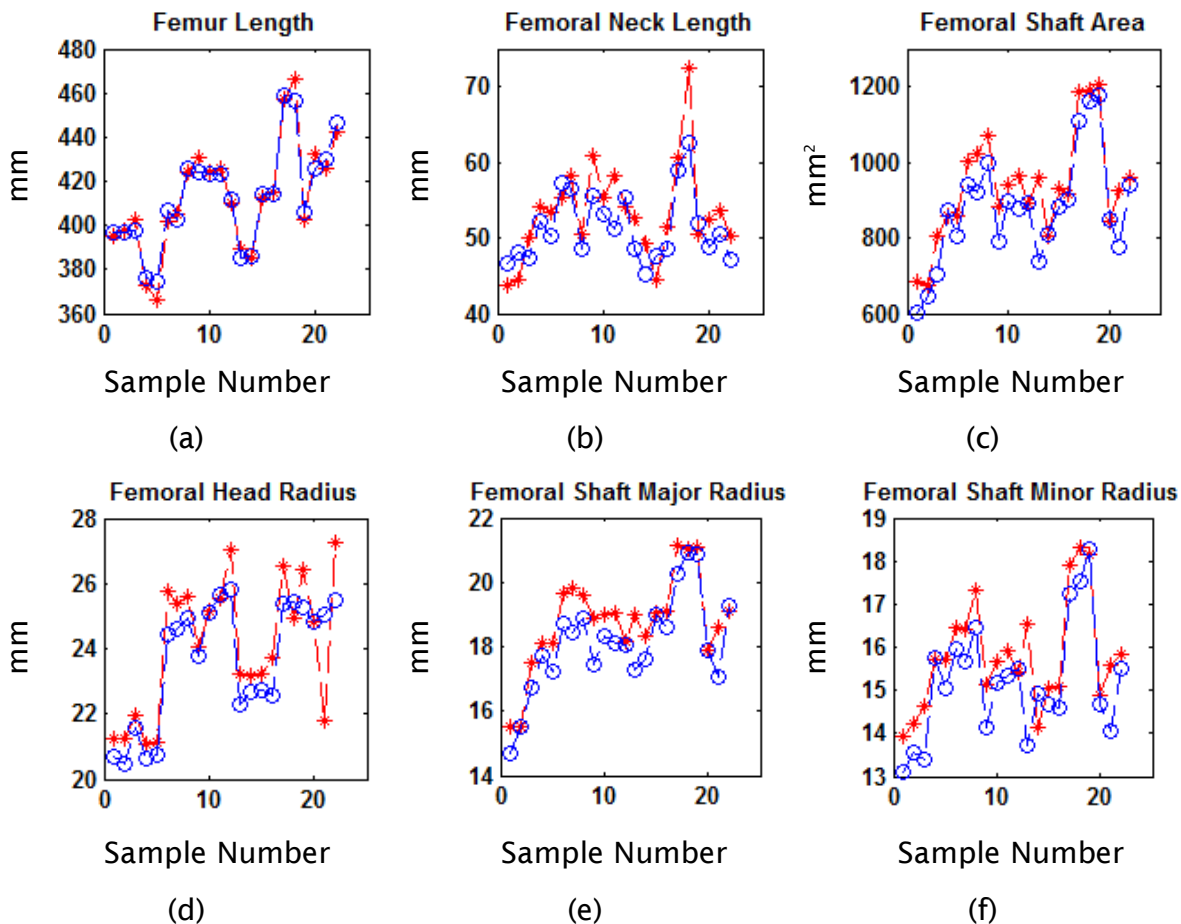 Femur Length
480
460
440
420
400
380
360
0
10
20
mm
Sample Number
(a)
Femoral Neck Length
70
60
50
40
0
10
20
mm
Sample Number
(b)
Femoral Shaft Area
1200
1000
800
600
0
10
20
mm²
Sample Number
(c)
Femoral Head Radius
28
26
24
22
20
0
10
20
mm
Sample Number
(d)
Femoral Shaft Major Radius
22
20
18
16
14
0
10
20
mm
Sample Number
(e)
Femoral Shaft Minor Radius
19
18
17
16
15
14
13
0
10
20
mm
Sample Number
(f)